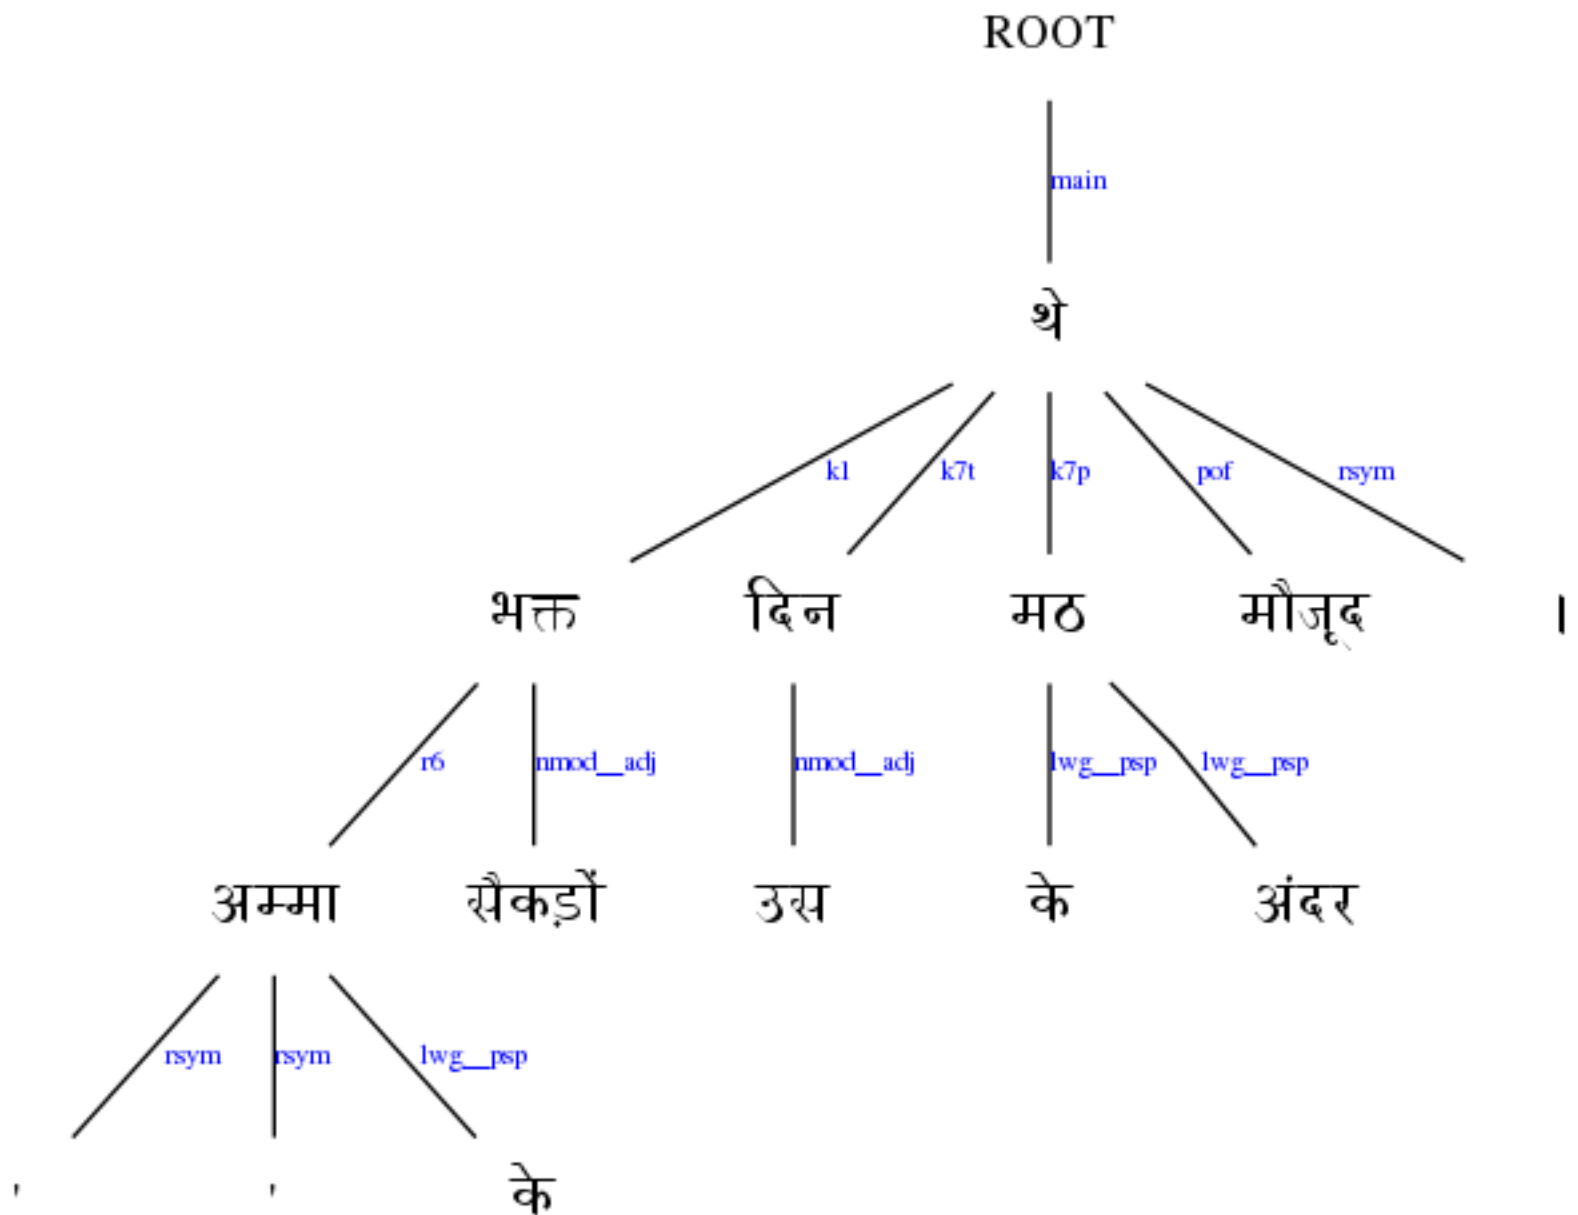 ROOT
main
थे
k1 k7t k7p pof rsym
भक्त दिन मठ मौजूद ।
r6 nmod__adj nmod__adj lwg__psp lwg__psp
अम्मा सैकड़ों उस के अंदर
rsym rsym lwg__psp
' ' के